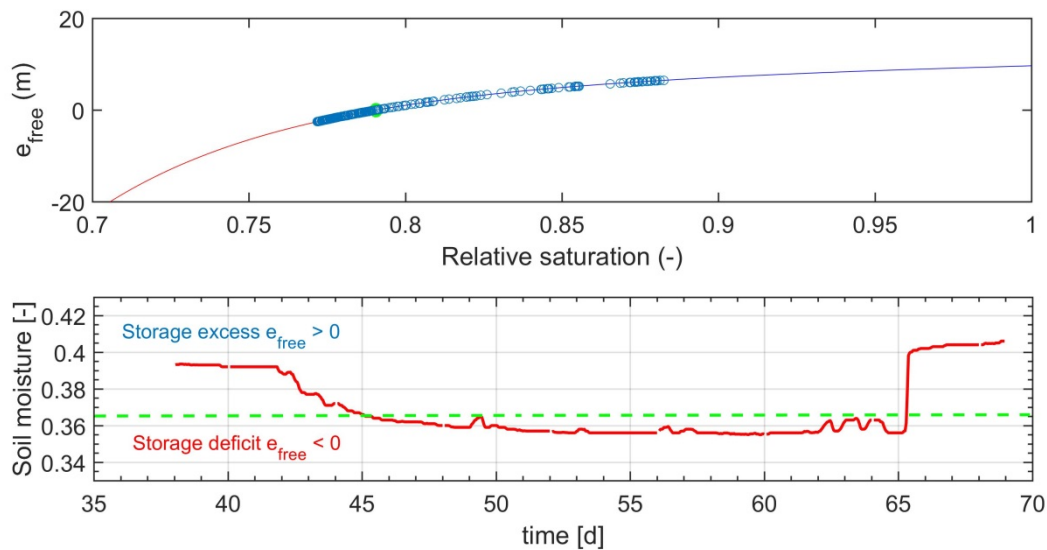 20
0
-20
e_free (m)
0.7 0.75 0.8 0.85 0.9 0.95 1
Relative saturation (-)
0.42
0.4
0.38
0.36
0.34
Soil moisture [-]
Storage excess e_free > 0
Storage deficit e_free < 0
35 40 45 50 55 60 65 70
time [d]